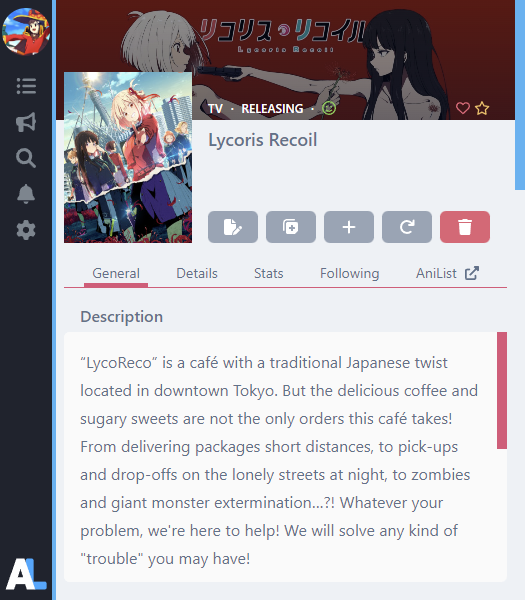 リコリス・リコイル
Lycoris Recoil
TV · RELEASING ·
Lycoris Recoil
General Details Stats Following AniList
Description
“LycoReco” is a café with a traditional Japanese twist
located in downtown Tokyo. But the delicious coffee and
sugary sweets are not the only orders this café takes!
From delivering packages short distances, to pick-ups
and drop-offs on the lonely streets at night, to zombies
and giant monster extermination...?! Whatever your
problem, we're here to help! We will solve any kind of
"trouble" you may have!
AL